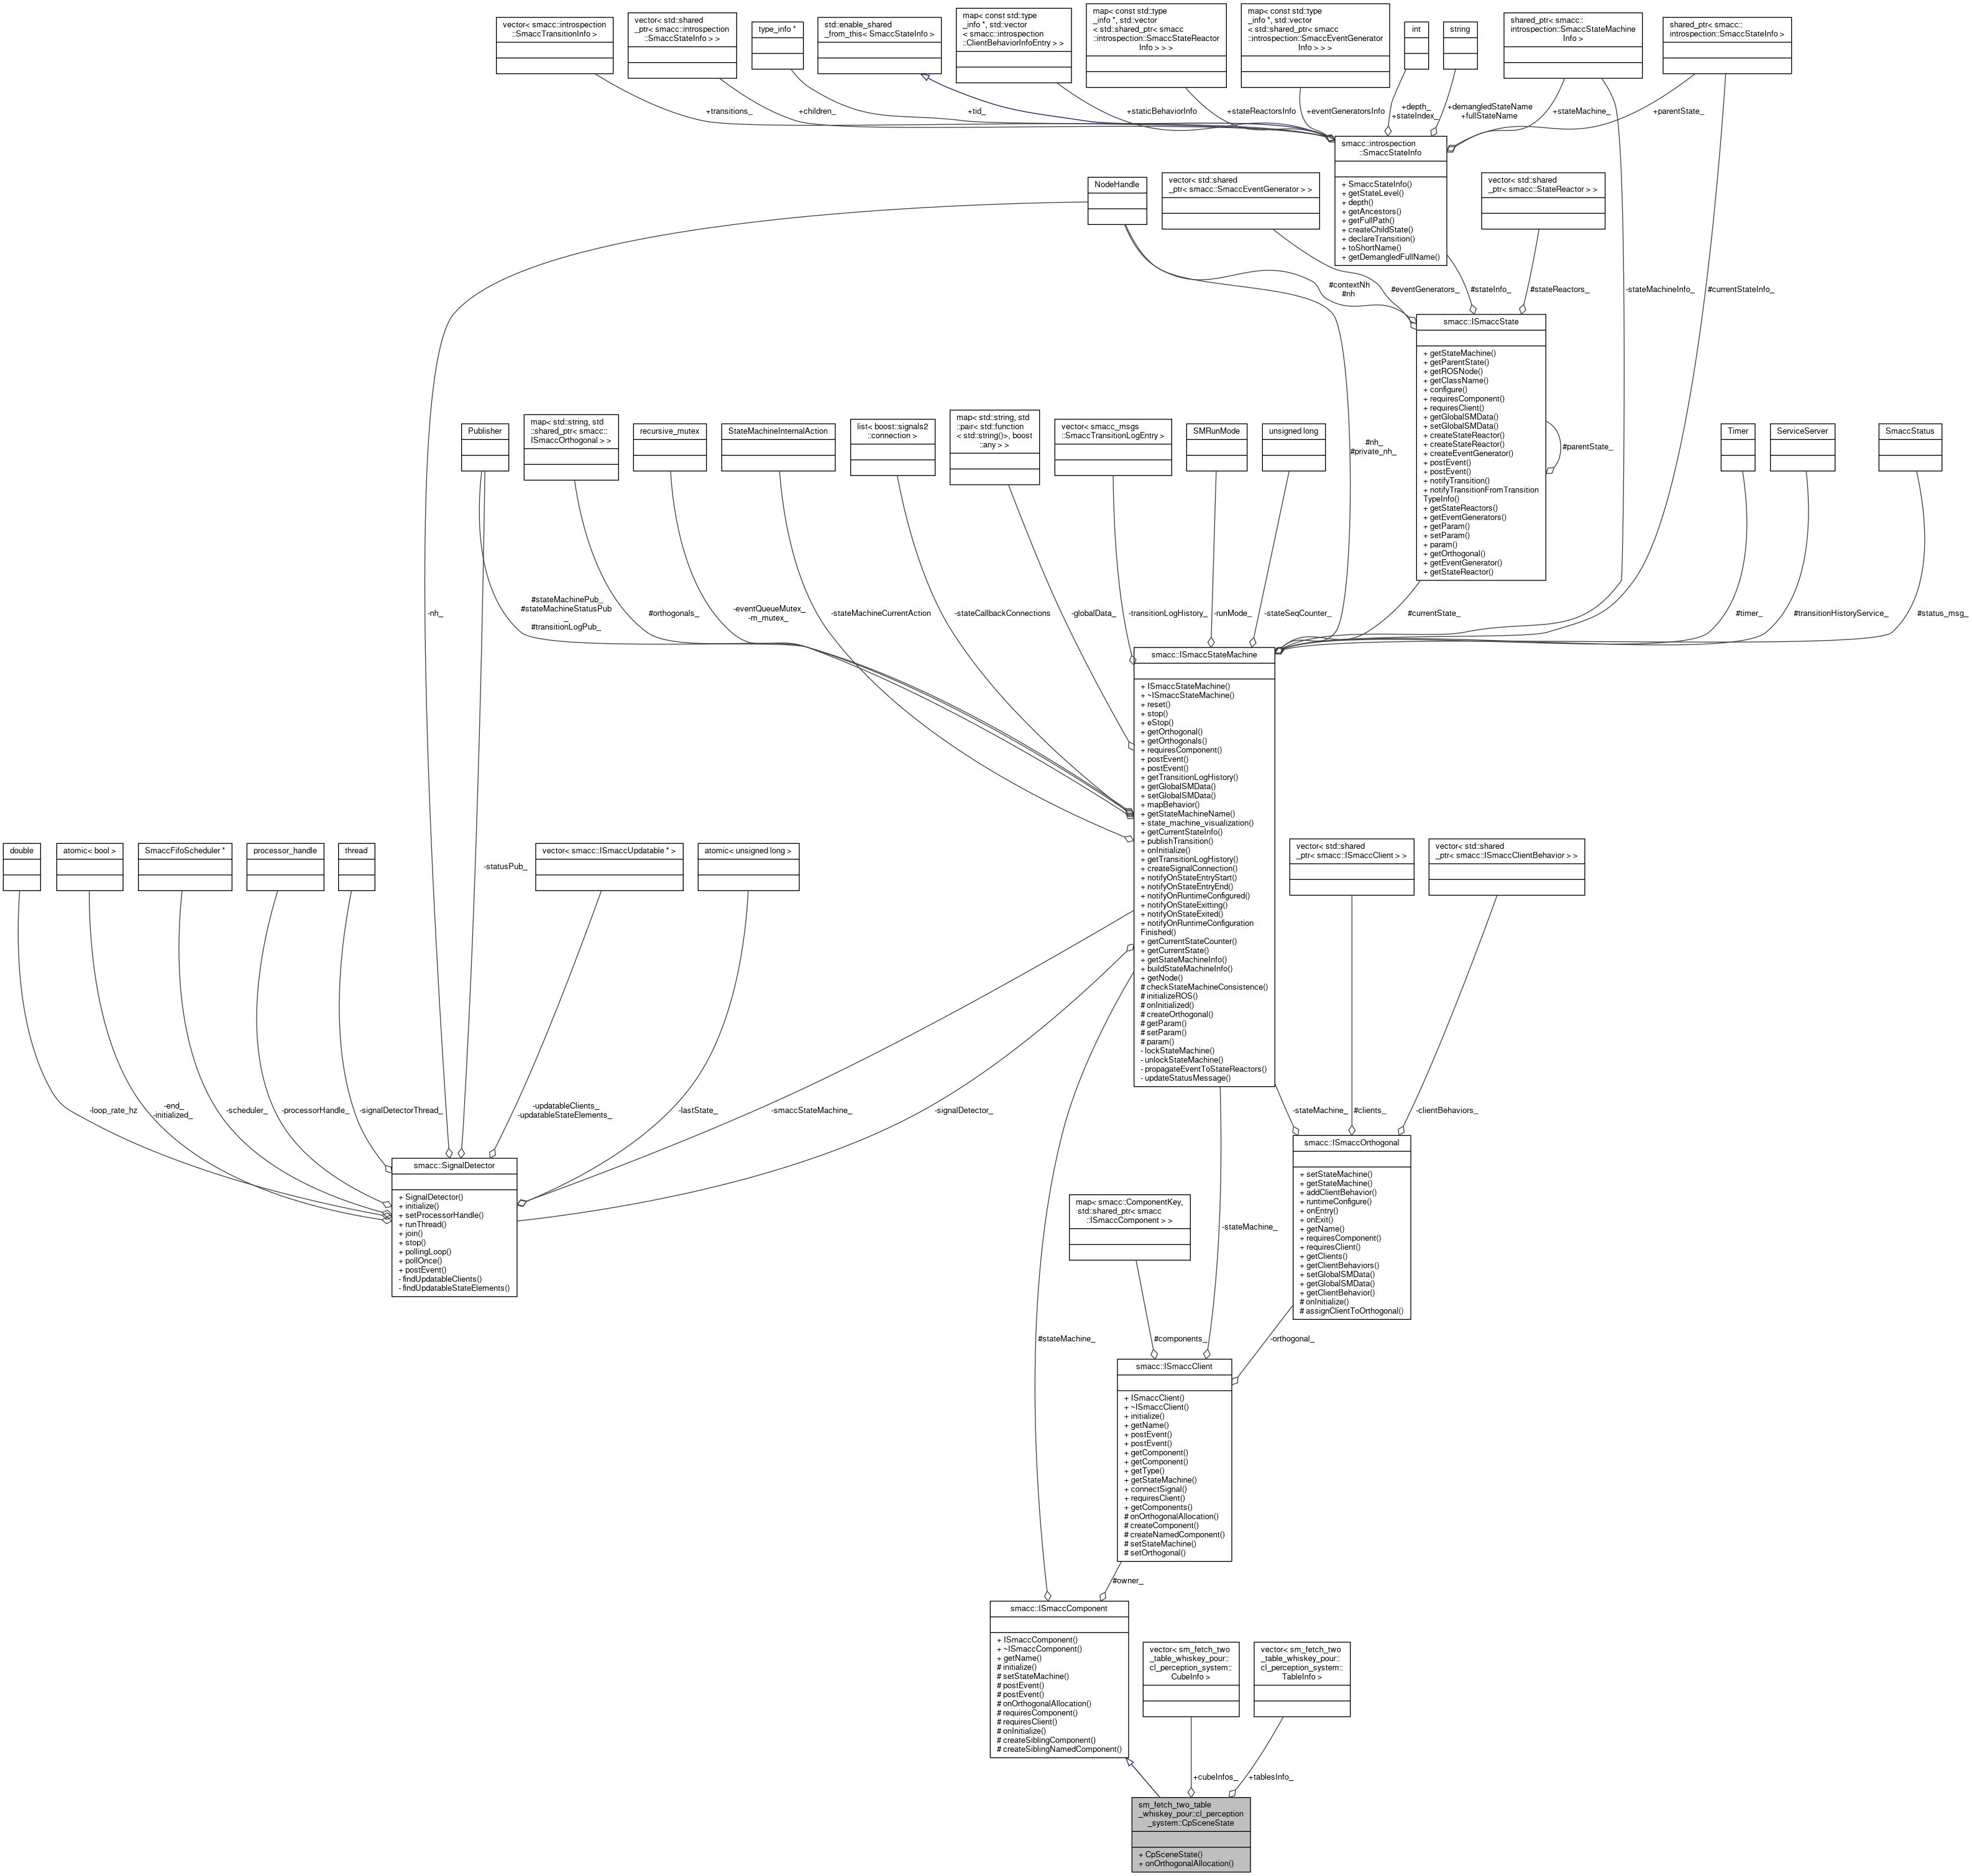 vector< smacc::introspection
::SmaccTransitionInfo >
vector< std::shared
_ptr< smacc::introspection
::SmaccStateInfo > >
type_info *
std::enable_shared
_from_this< SmaccStateInfo >
map< const std::type
_info *, std::vector
< smacc::introspection
::ClientBehaviorInfoEntry > >
map< const std::type
_info *, std::vector
< std::shared_ptr< smacc
::introspection::SmaccStateReactor
Info > > >
map< const std::type
_info *, std::vector
< std::shared_ptr< smacc
::introspection::SmaccEventGenerator
Info > > >
int
string
shared_ptr< smacc::
introspection::SmaccStateMachine
Info >
shared_ptr< smacc::
introspection::SmaccStateInfo >
+transitions_
+children_
+tid_
+staticBehaviorInfo
+stateReactorsInfo
+eventGeneratorsInfo
+depth_
+stateIndex_
+demangledStateName
+fullStateName
+stateMachine_
+parentState_
smacc::introspection
::SmaccStateInfo
+ SmaccStateInfo()
+ getStateLevel()
+ depth()
+ getAncestors()
+ getFullPath()
+ createChildState()
+ declareTransition()
+ toShortName()
+ getDemangledFullName()
NodeHandle
vector< std::shared
_ptr< smacc::SmaccEventGenerator > >
vector< std::shared
_ptr< smacc::StateReactor > >
#contextNh
#nh
#eventGenerators_
#stateInfo_
#stateReactors_
-stateMachineInfo_
#currentStateInfo_
smacc::ISmaccState
+ getStateMachine()
+ getParentState()
+ getROSNode()
+ getClassName()
+ configure()
+ requiresComponent()
+ requiresClient()
+ getGlobalSMData()
+ setGlobalSMData()
+ createStateReactor()
+ createStateReactor()
+ createEventGenerator()
+ postEvent()
+ postEvent()
+ notifyTransition()
+ notifyTransitionFromTransition
TypeInfo()
+ getStateReactors()
+ getEventGenerators()
+ getParam()
+ setParam()
+ param()
+ getOrthogonal()
+ getEventGenerator()
+ getStateReactor()
#parentState_
Publisher
map< std::string, std
::shared_ptr< smacc::
ISmaccOrthogonal > >
recursive_mutex
StateMachineInternalAction
list< boost::signals2
::connection >
map< std::string, std
::pair< std::function
< std::string()>, boost
::any > >
vector< smacc_msgs
::SmaccTransitionLogEntry >
SMRunMode
unsigned long
#nh_
#private_nh_
Timer
ServiceServer
SmaccStatus
-nh_
#stateMachinePub_
#stateMachineStatusPub
_
#transitionLogPub_
#orthogonals_
-eventQueueMutex_
-m_mutex_
-stateMachineCurrentAction
-stateCallbackConnections
-globalData_
-transitionLogHistory_
-runMode_
-stateSeqCounter_
#currentState_
#timer_
#transitionHistoryService_
#status_msg_
smacc::ISmaccStateMachine
+ ISmaccStateMachine()
+ ~ISmaccStateMachine()
+ reset()
+ stop()
+ eStop()
+ getOrthogonal()
+ getOrthogonals()
+ requiresComponent()
+ postEvent()
+ postEvent()
+ getTransitionLogHistory()
+ getGlobalSMData()
+ setGlobalSMData()
+ mapBehavior()
+ getStateMachineName()
+ state_machine_visualization()
+ getCurrentStateInfo()
+ publishTransition()
+ onInitialize()
+ getTransitionLogHistory()
+ createSignalConnection()
+ notifyOnStateEntryStart()
+ notifyOnStateEntryEnd()
+ notifyOnRuntimeConfigured()
+ notifyOnStateExitting()
+ notifyOnStateExited()
+ notifyOnRuntimeConfiguration
Finished()
+ getCurrentStateCounter()
+ getCurrentState()
+ getStateMachineInfo()
+ buildStateMachineInfo()
+ getNode()
# checkStateMachineConsistence()
# initializeROS()
# onInitialized()
# createOrthogonal()
# getParam()
# setParam()
# param()
- lockStateMachine()
- unlockStateMachine()
- propagateEventToStateReactors()
- updateStatusMessage()
double
atomic< bool >
SmaccFifoScheduler *
processor_handle
thread
-statusPub_
vector< smacc::ISmaccUpdatable * >
atomic< unsigned long >
vector< std::shared
_ptr< smacc::ISmaccClient > >
vector< std::shared
_ptr< smacc::ISmaccClientBehavior > >
-loop_rate_hz
-end_
-initialized_
-scheduler_
-processorHandle_
-signalDetectorThread_
-updatableClients_
-updatableStateElements_
-lastState_
-smaccStateMachine_
-signalDetector_
-stateMachine_
#clients_
-clientBehaviors_
smacc::SignalDetector
+ SignalDetector()
+ initialize()
+ setProcessorHandle()
+ runThread()
+ join()
+ stop()
+ pollingLoop()
+ pollOnce()
+ postEvent()
- findUpdatableClients()
- findUpdatableStateElements()
smacc::ISmaccOrthogonal
+ setStateMachine()
+ getStateMachine()
+ addClientBehavior()
+ runtimeConfigure()
+ onEntry()
+ onExit()
+ getName()
+ requiresComponent()
+ requiresClient()
+ getClients()
+ getClientBehaviors()
+ setGlobalSMData()
+ getGlobalSMData()
+ getClientBehavior()
# onInitialize()
# assignClientToOrthogonal()
map< smacc::ComponentKey,
std::shared_ptr< smacc
::ISmaccComponent > >
-stateMachine_
#stateMachine_
#components_
-orthogonal_
smacc::ISmaccClient
+ ISmaccClient()
+ ~ISmaccClient()
+ initialize()
+ getName()
+ postEvent()
+ postEvent()
+ getComponent()
+ getComponent()
+ getType()
+ getStateMachine()
+ connectSignal()
+ requiresClient()
+ getComponents()
# onOrthogonalAllocation()
# createComponent()
# createNamedComponent()
# setStateMachine()
# setOrthogonal()
#owner_
smacc::ISmaccComponent
+ ISmaccComponent()
+ ~ISmaccComponent()
+ getName()
# initialize()
# setStateMachine()
# postEvent()
# postEvent()
# onOrthogonalAllocation()
# requiresComponent()
# requiresClient()
# onInitialize()
# createSiblingComponent()
# createSiblingNamedComponent()
vector< sm_fetch_two
_table_whiskey_pour::
cl_perception_system::
CubeInfo >
vector< sm_fetch_two
_table_whiskey_pour::
cl_perception_system::
TableInfo >
+cubeInfos_
+tablesInfo_
sm_fetch_two_table
_whiskey_pour::cl_perception
_system::CpSceneState
+ CpSceneState()
+ onOrthogonalAllocation()